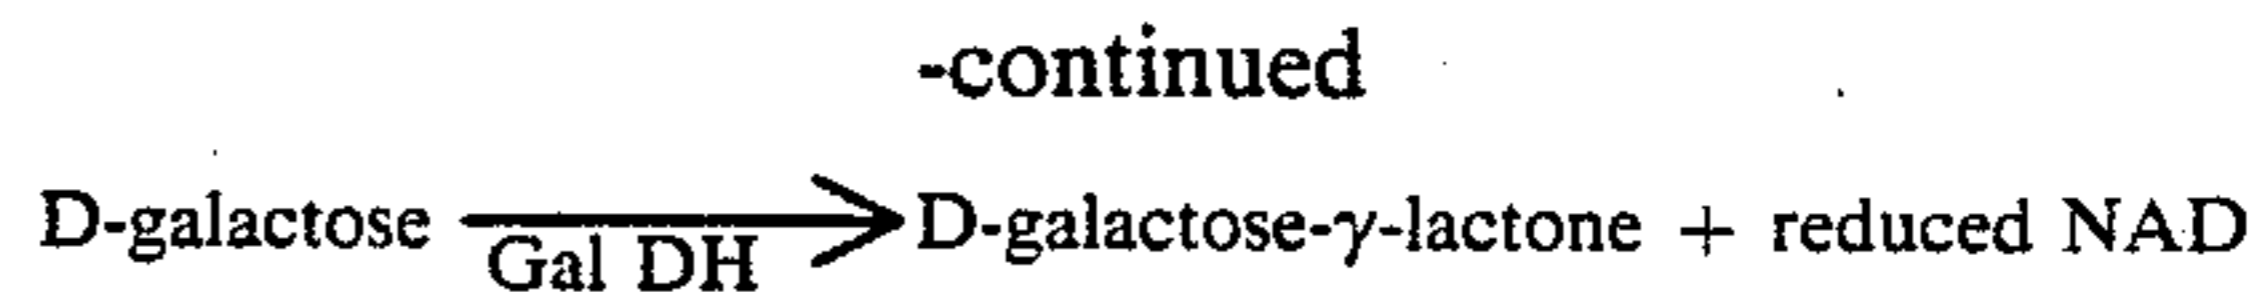 -continued
D-galactose ⟶ D-galactose-γ-lactone + reduced NAD
Gal DH